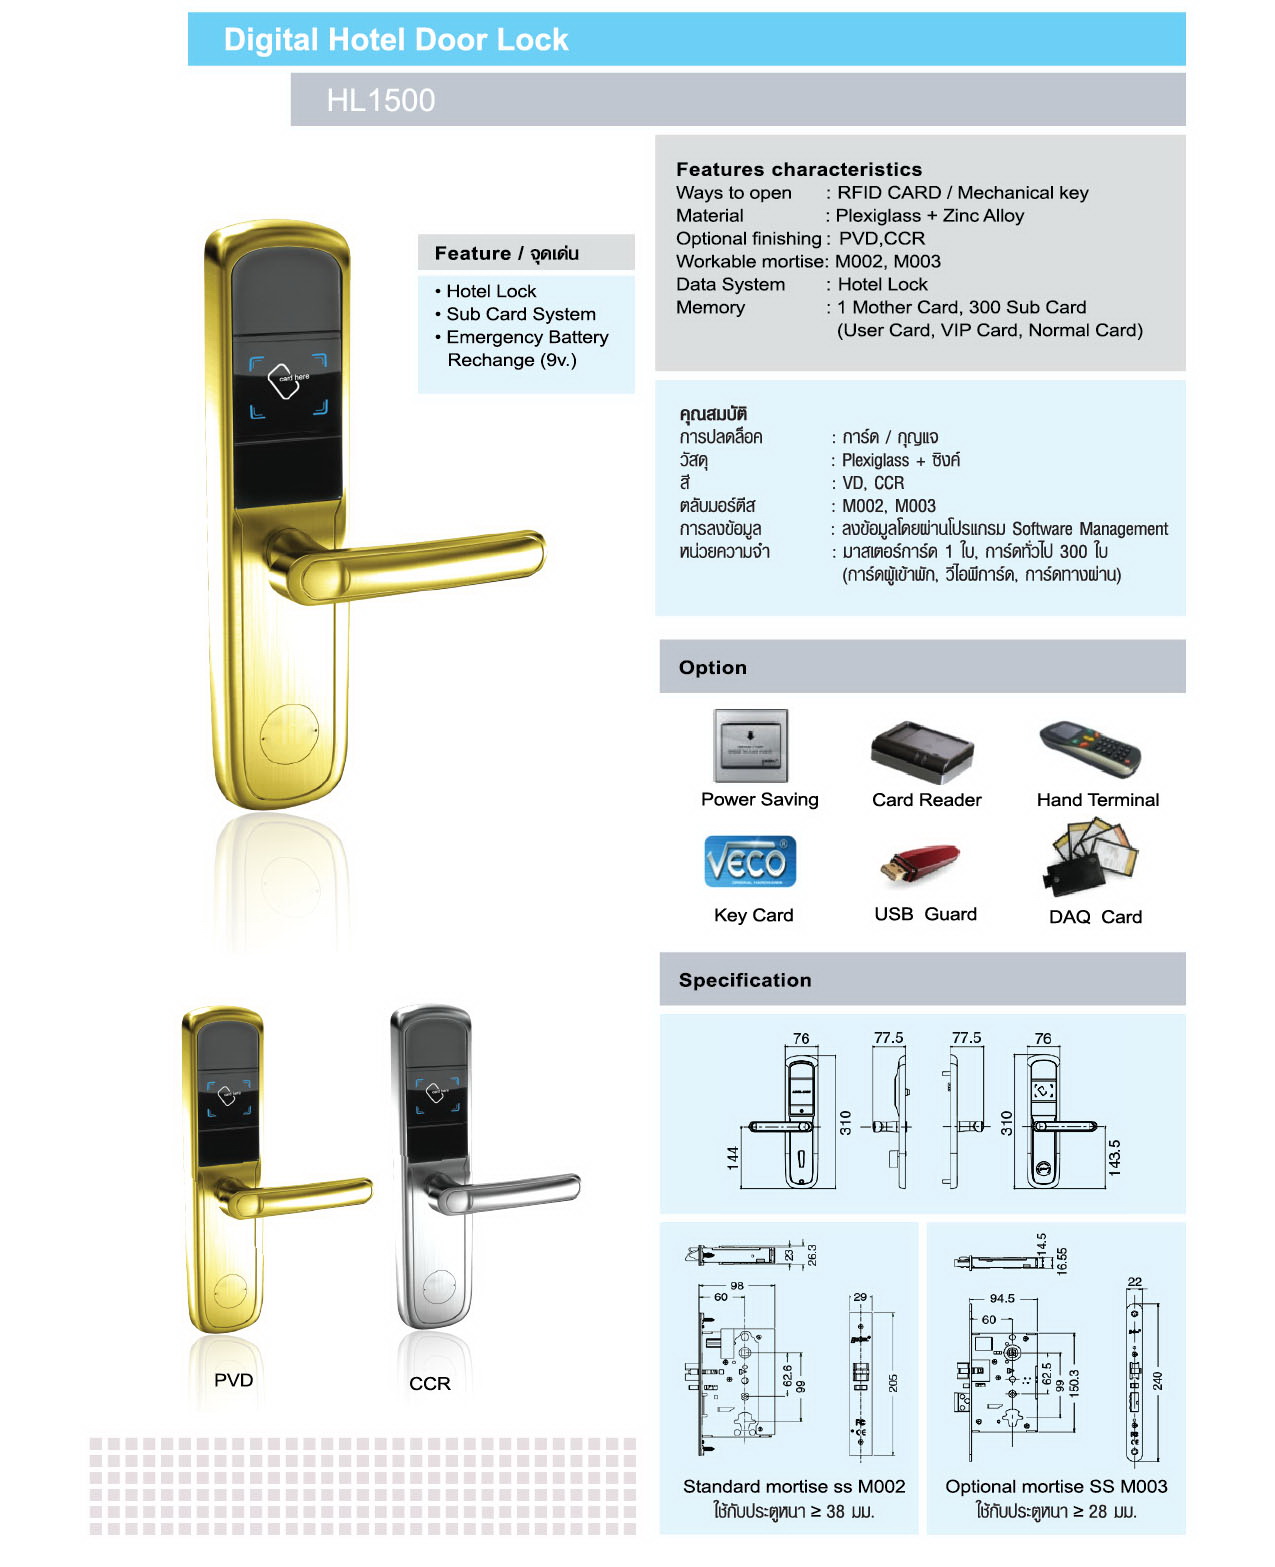 Digital Hotel Door Lock
HL1500
Features characteristics
Ways to open : RFID CARD / Mechanical key
Material : Plexiglass + Zinc Alloy
Optional finishing : PVD,CCR
Workable mortise: M002, M003
Data System : Hotel Lock
Memory : 1 Mother Card, 300 Sub Card
(User Card, VIP Card, Normal Card)
Feature / จุดเด่น
• Hotel Lock
• Sub Card System
• Emergency Battery
Rechange (9v.)
card here
คุณสมบัติ
การปลดล็อค : การ์ด / กุญแจ
วัสดุ : Plexiglass + ซิงค์
สี : VD, CCR
ตลับมอร์ตีส : M002, M003
การลงข้อมูล : ลงข้อมูลโดยผ่านโปรแกรม Software Management
หน่วยความจำ : มาสเตอร์การ์ด 1 ใบ, การ์ดทั่วไป 300 ใบ
(การ์ดผู้เข้าพัก, วีไอพีการ์ด, การ์ดทางผ่าน)
Option
Power Saving
Card Reader
Hand Terminal
VECO
®
Key Card
USB Guard
DAQ Card
Specification
76
77.5
77.5
76
310
144
310
143.5
card here
card here
PVD
CCR
23
26.3
98
60
29
62.6
99
205
Standard mortise ss M002
ใช้กับประตูหนา ≥ 38 มม.
14.5
16.55
94.5
60
22
62.5
99
150.3
240
Optional mortise SS M003
ใช้กับประตูหนา ≥ 28 มม.